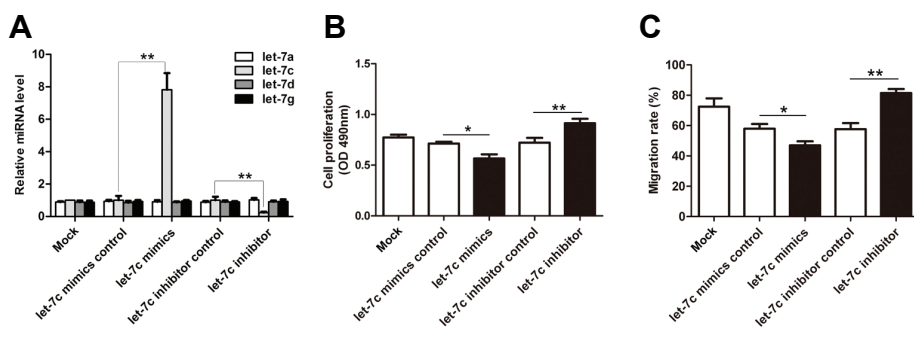 A
Relative miRNA level
10
8
6
4
2
0
**
**
let-7a
let-7c
let-7d
let-7g
Mock
let-7c mimics control
let-7c mimics
let-7c inhibitor control
let-7c inhibitor
B
Cell proliferation
(OD 490nm)
1.5
1.0
0.5
0.0
*
**
Mock
let-7c mimics control
let-7c mimics
let-7c inhibitor control
let-7c inhibitor
C
Migration rate (%)
100
80
60
40
20
0
*
**
Mock
let-7c mimics control
let-7c mimics
let-7c inhibitor control
let-7c inhibitor